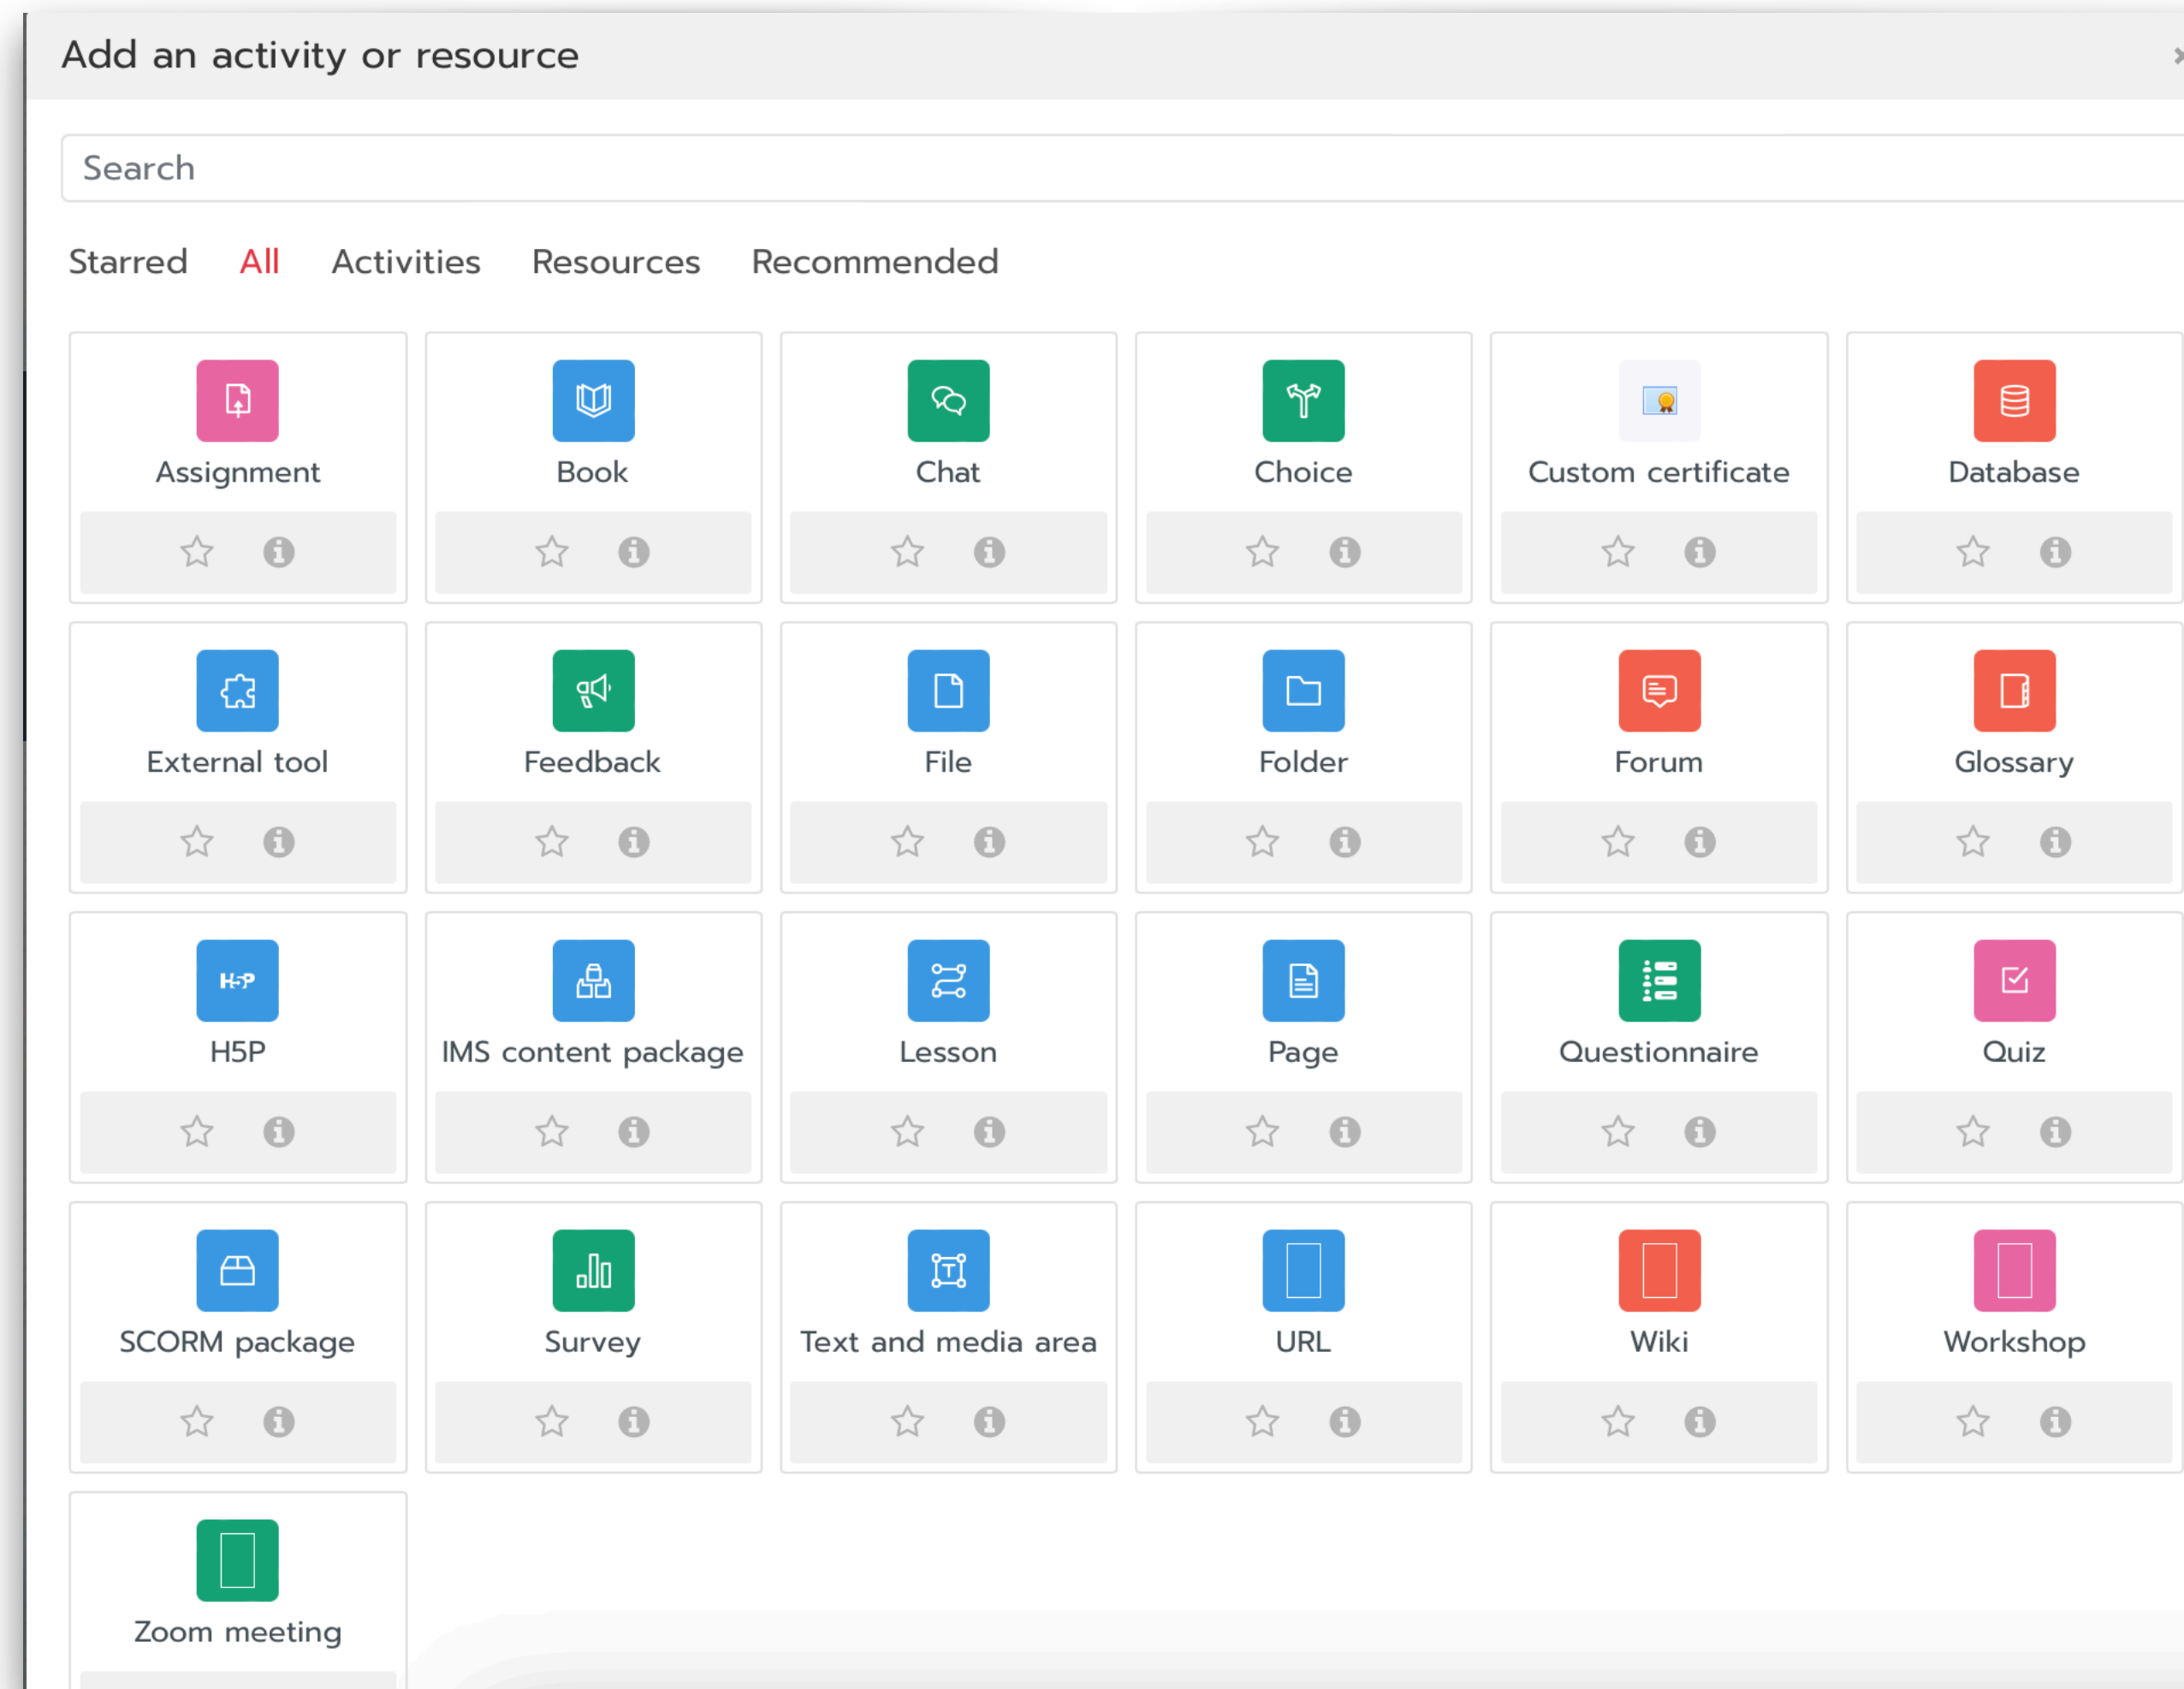 Add an activity or resource
Search
Starred All Activities Resources Recommended
Assignment Book Chat Choice Custom certificate Database
External tool Feedback File Folder Forum Glossary
H5P
H5P IMS content package Lesson Page Questionnaire Quiz
T
SCORM package Survey Text and media area URL Wiki Workshop
Zoom meeting